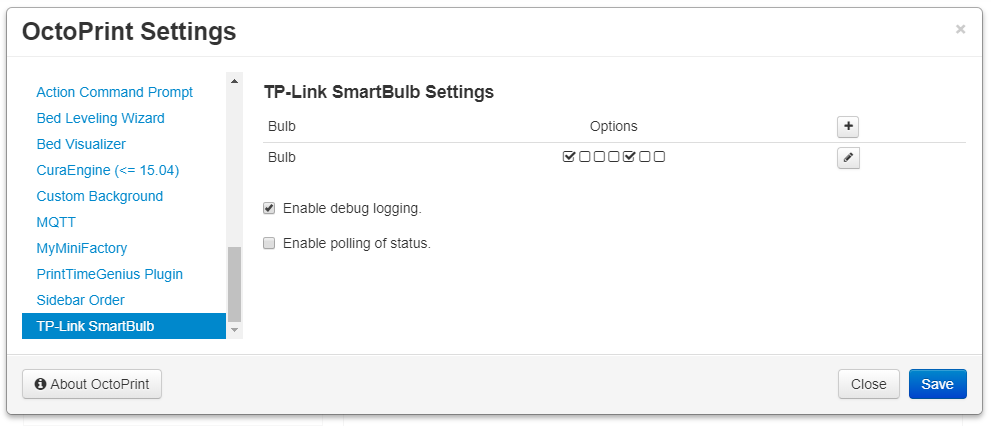 OctoPrint Settings
Action Command Prompt
Bed Leveling Wizard
Bed Visualizer
CuraEngine (<= 15.04)
Custom Background
MQTT
MyMiniFactory
PrintTimeGenius Plugin
Sidebar Order
TP-Link SmartBulb
TP-Link SmartBulb Settings
Bulb Options
Bulb
Enable debug logging.
Enable polling of status.
About OctoPrint
Close Save